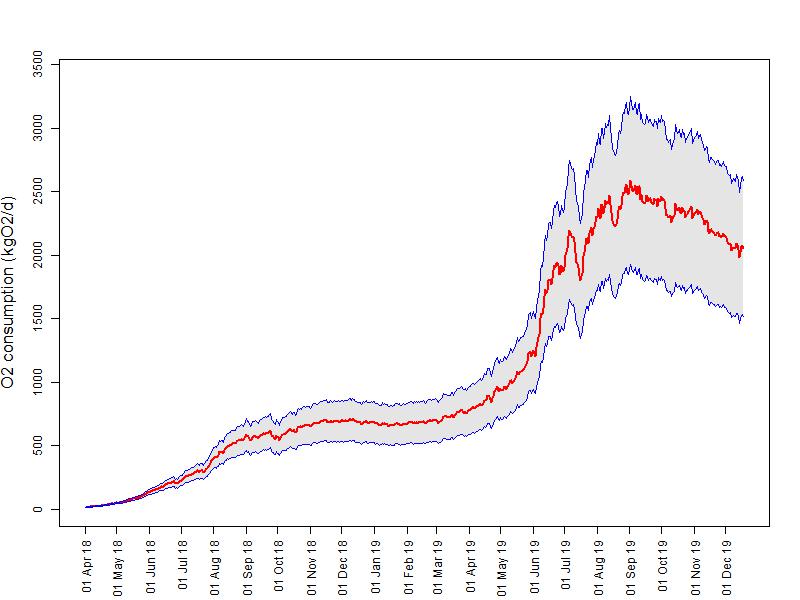 O2 consumption (kgO2/d)
3500
3000
2500
2000
1500
1000
500
0
01 Apr 18
01 May 18
01 Jun 18
01 Jul 18
01 Aug 18
01 Sep 18
01 Oct 18
01 Nov 18
01 Dec 18
01 Jan 19
01 Feb 19
01 Mar 19
01 Apr 19
01 May 19
01 Jun 19
01 Jul 19
01 Aug 19
01 Sep 19
01 Oct 19
01 Nov 19
01 Dec 19